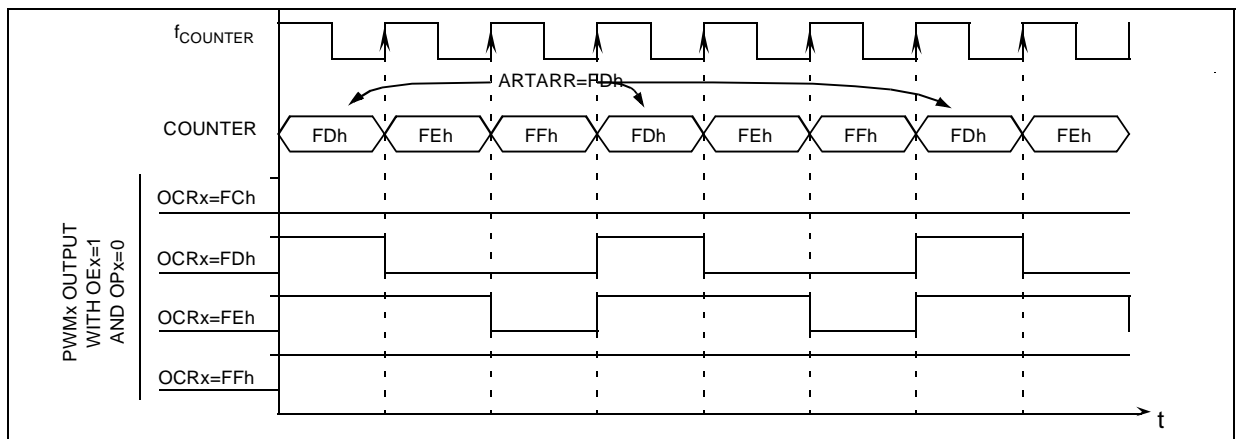 fCOUNTER
ARTARR=FDh
COUNTER
FDh FEh FFh FDh FEh FFh FDh FEh
PWMx OUTPUT
WITH OEx=1
AND OPx=0
OCRx=FCh
OCRx=FDh
OCRx=FEh
OCRx=FFh
t